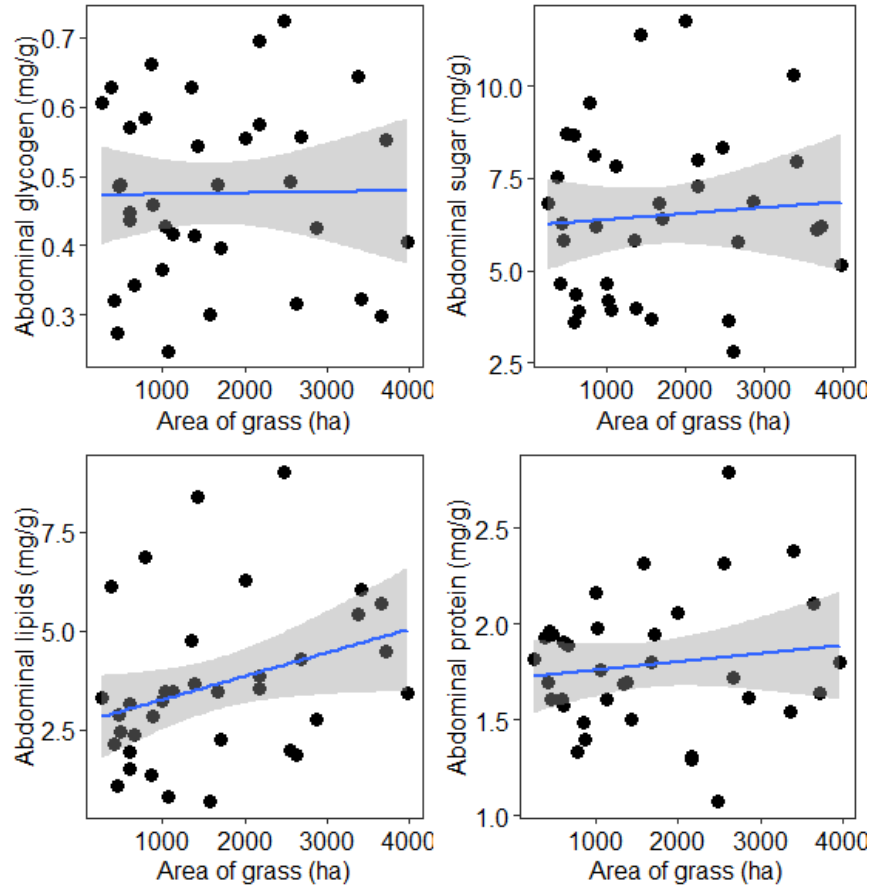 Abdominal glycogen (mg/g)
0.7
0.6
0.5
0.4
0.3
1000 2000 3000 4000
Area of grass (ha)
Abdominal sugar (mg/g)
10.0
7.5
5.0
2.5
1000 2000 3000 4000
Area of grass (ha)
Abdominal lipids (mg/g)
7.5
5.0
2.5
1000 2000 3000 4000
Area of grass (ha)
Abdominal protein (mg/g)
2.5
2.0
1.5
1.0
1000 2000 3000 4000
Area of grass (ha)